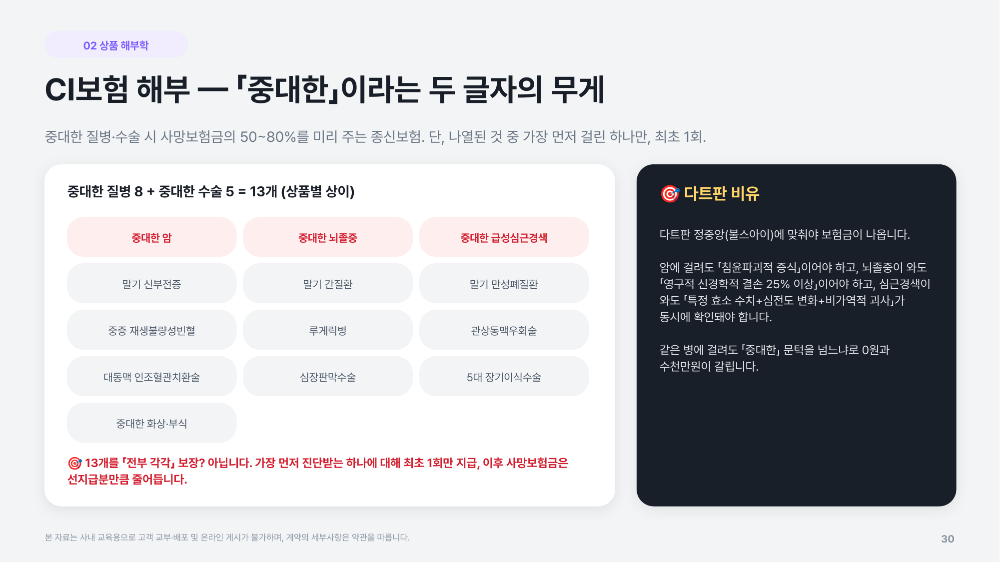 02 상품 해부학
CI보험 해부 — 「중대한」이라는 두 글자의 무게
중대한 질병·수술 시 사망보험금의 50~80%를 미리 주는 종신보험. 단, 나열된 것 중 가장 먼저 걸린 하나만, 최초 1회.
중대한 질병 8 + 중대한 수술 5 = 13개 (상품별 상이)
중대한 암
중대한 뇌졸중
중대한 급성심근경색
말기 신부전증
말기 간질환
말기 만성폐질환
중증 재생불량성빈혈
루게릭병
관상동맥우회술
대동맥 인조혈관치환술
심장판막수술
5대 장기이식수술
중대한 화상·부식
🎯 13개를 「전부 각각」 보장? 아닙니다. 가장 먼저 진단받는 하나에 대해 최초 1회만 지급, 이후 사망보험금은
선지급분만큼 줄어듭니다.
🎯 다트판 비유
다트판 정중앙(불스아이)에 맞춰야 보험금이 나옵니다.
암에 걸려도 「침윤파괴적 증식」이어야 하고, 뇌졸중이 와도
「영구적 신경학적 결손 25% 이상」이어야 하고, 심근경색이
와도 「특정 효소 수치+심전도 변화+비가역적 괴사」가
동시에 확인돼야 합니다.
같은 병에 걸려도 「중대한」 문턱을 넘느냐로 0원과
수천만원이 갈립니다.
본 자료는 사내 교육용으로 고객 교부·배포 및 온라인 게시가 불가하며, 계약의 세부사항은 약관을 따릅니다.
30